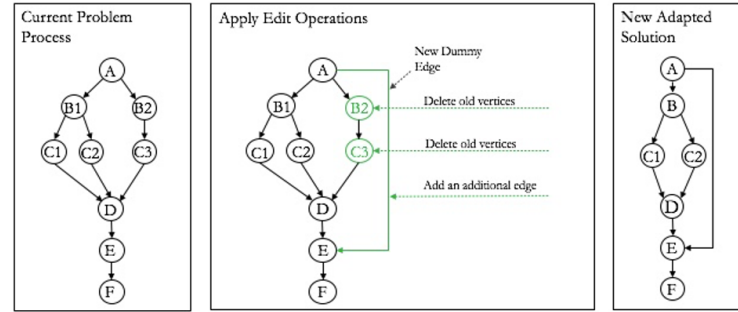 Current Problem
Process
A
B1 B2
C1 C2 C3
D
E
F
Apply Edit Operations
New Dummy
Edge
A
B1 B2
Delete old vertices
C1 C2 C3
Delete old vertices
Add an additional edge
D
E
F
New Adapted
Solution
A
B
C1 C2
D
E
F